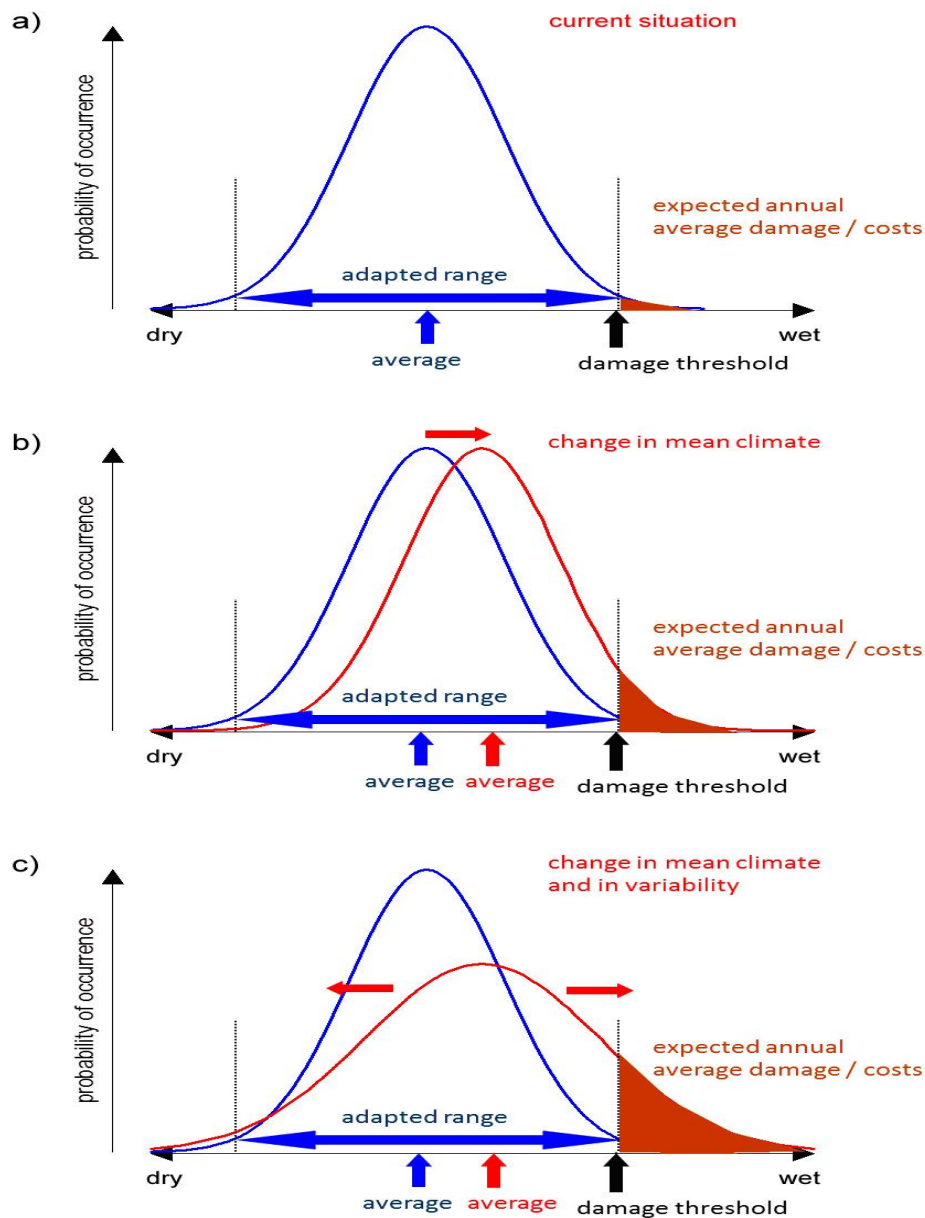 a)
current situation
probability of occurrence
expected annual
average damage / costs
adapted range
dry
wet
average
damage threshold
b)
change in mean climate
probability of occurrence
expected annual
average damage / costs
adapted range
dry
wet
average average
damage threshold
c)
change in mean climate
and in variability
probability of occurrence
expected annual
average damage / costs
adapted range
dry
wet
average average
damage threshold